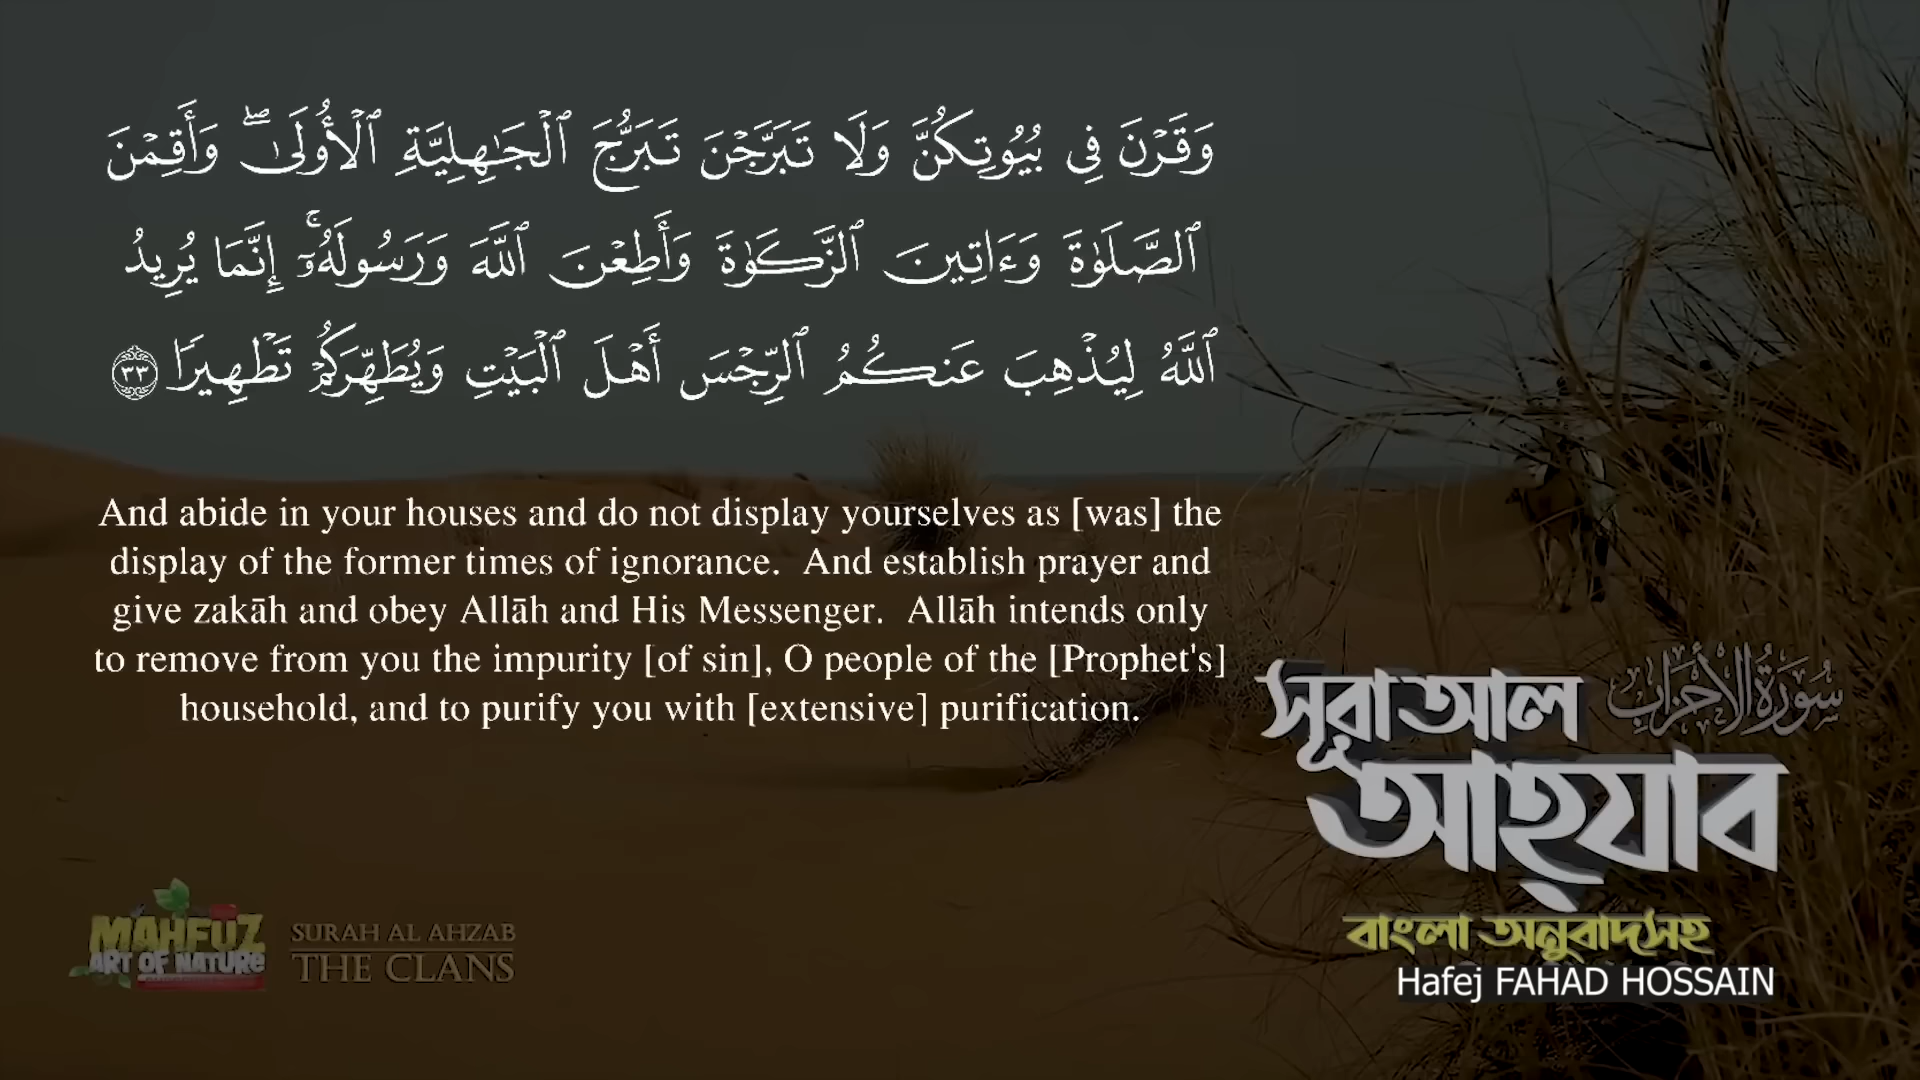 وَقَرْنَ فِى بُيُوتِكُنَّ وَلَا تَبَرَّجْنَ تَبَرُّجَ ٱلْجَـٰهِلِيَّةِ ٱلْأُولَىٰ ۖ وَأَقِمْنَ
ٱلصَّلَوٰةَ وَءَاتِينَ ٱلزَّكَوٰةَ وَأَطِعْنَ ٱللَّهَ وَرَسُولَهُۥٓ ۚ إِنَّمَا يُرِيدُ
ٱللَّهُ لِيُذْهِبَ عَنكُمُ ٱلرِّجْسَ أَهْلَ ٱلْبَيْتِ وَيُطَهِّرَكُمْ تَطْهِيرًا ٣٣
And abide in your houses and do not display yourselves as [was] the
display of the former times of ignorance.  And establish prayer and
give zakāh and obey Allāh and His Messenger.  Allāh intends only
to remove from you the impurity [of sin], O people of the [Prophet's]
household, and to purify you with [extensive] purification.
সূরা আল
سُورَةُ الأَحْزَابِ
আহযাব
বাংলা অনুবাদসহ
Hafej FAHAD HOSSAIN
MAHFUZ
ART OF NATURE
SURAH AL AHZAB
THE CLANS